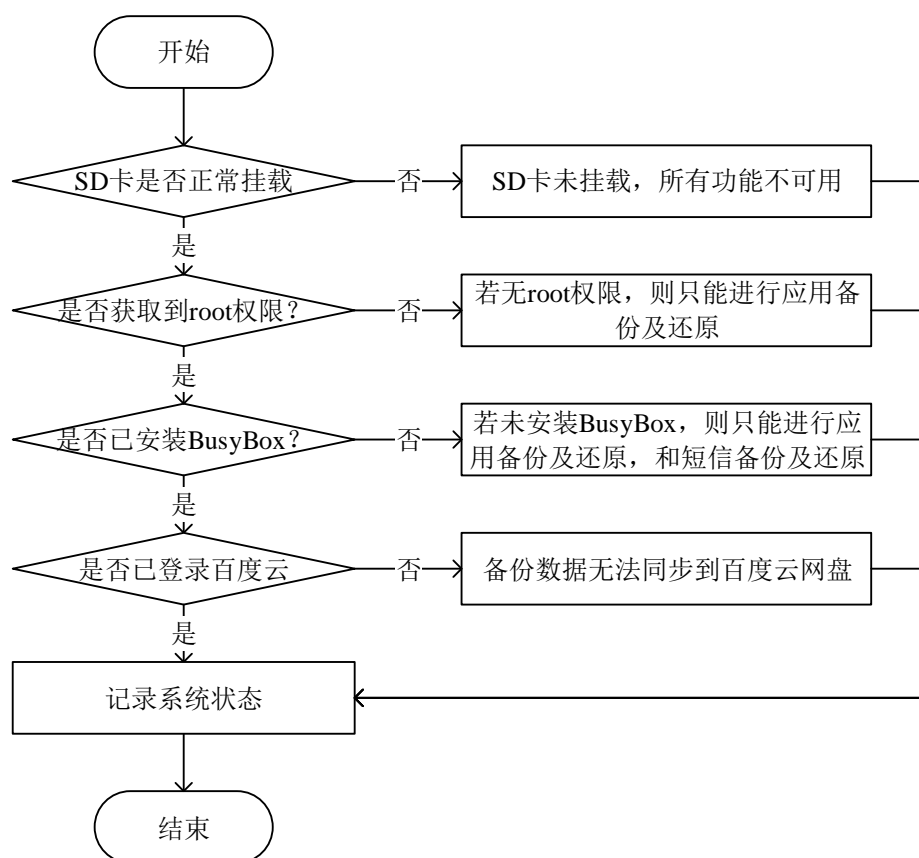 开始
SD卡是否正常挂载
否
SD卡未挂载，所有功能不可用
是
是否获取到root权限？
否
若无root权限，则只能进行应用备
份及还原
是
是否已安装BusyBox？
否
若未安装BusyBox，则只能进行应
用备份及还原，和短信备份及还原
是
是否已登录百度云
否
备份数据无法同步到百度云网盘
是
记录系统状态
结束